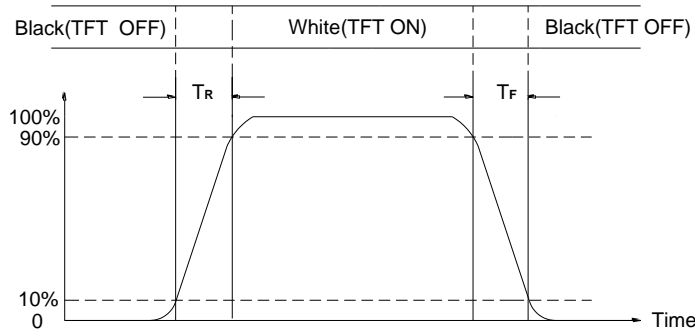 Black(TFT OFF) White(TFT ON) Black(TFT OFF)
TR TF
100%
90%
10%
0
Time